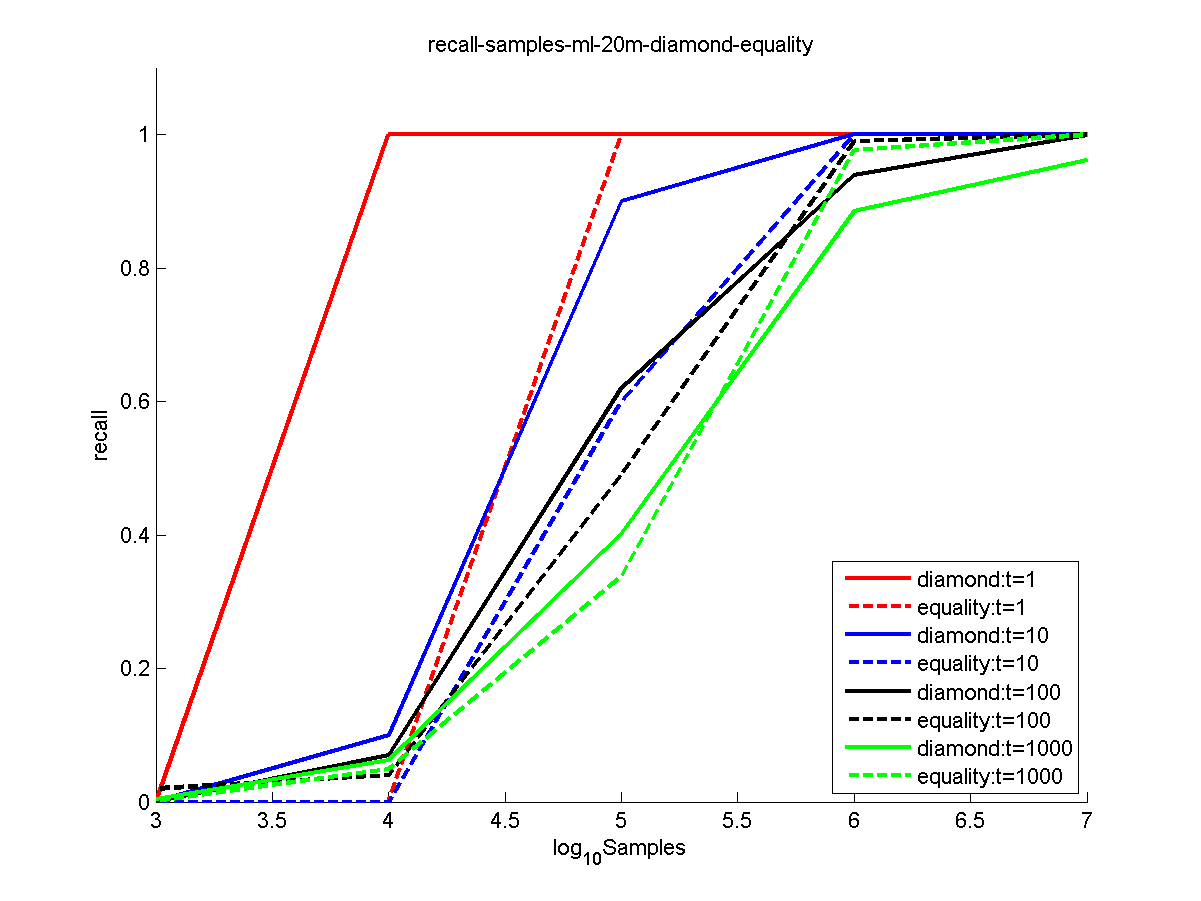 recall-samples-ml-20m-diamond-equality
1
0.8
0.6
0.4
0.2
0
recall
3 3.5 4 4.5 5 5.5 6 6.5 7
log10Samples
diamond:t=1
equality:t=1
diamond:t=10
equality:t=10
diamond:t=100
equality:t=100
diamond:t=1000
equality:t=1000